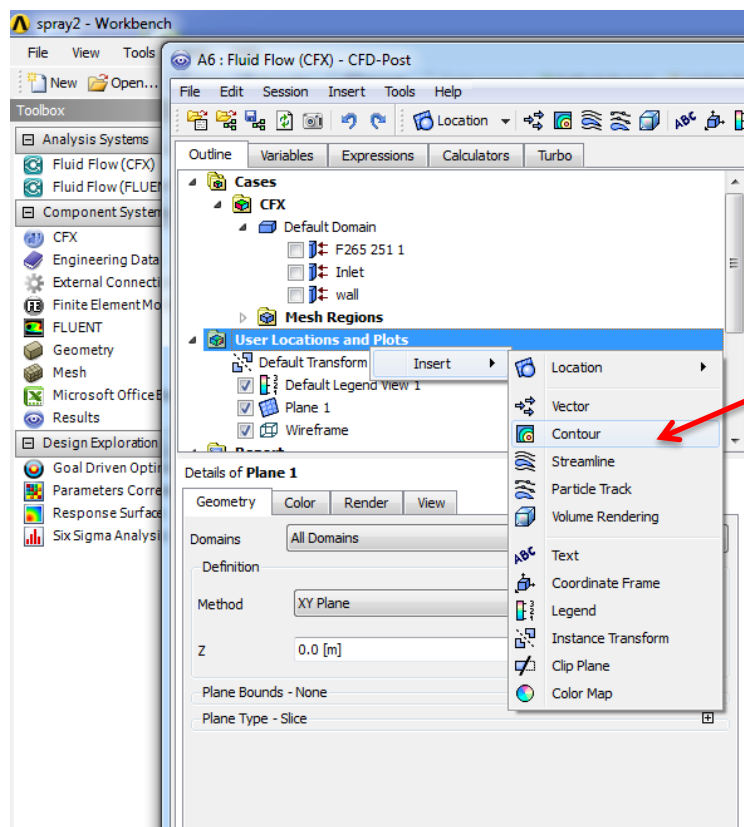 spray2 - Workbench
File View Tools
New Open...
Toolbox
Analysis Systems
Fluid Flow (CFX)
Fluid Flow (FLUE
Component System
CFX
Engineering Data
External Connecti
Finite Element Mo
FLUENT
Geometry
Mesh
Microsoft Office E
Results
Design Exploration
Goal Driven Optin
Parameters Corre
Response Surface
Six Sigma Analysi
A6 : Fluid Flow (CFX) - CFD-Post
File Edit Session Insert Tools Help
Location ABC
Outline Variables Expressions Calculators Turbo
Cases
CFX
Default Domain
F265 251 1
Inlet
wall
Mesh Regions
User Locations and Plots
Default Transform
Default Legend View 1
Plane 1
Wireframe
Report
Insert
Location
Vector
Contour
Streamline
Particle Track
Volume Rendering
ABC Text
Coordinate Frame
Legend
Instance Transform
Clip Plane
Color Map
Details of Plane 1
Geometry Color Render View
Domains All Domains
Definition
Method XY Plane
Z 0.0 [m]
Plane Bounds - None
Plane Type - Slice